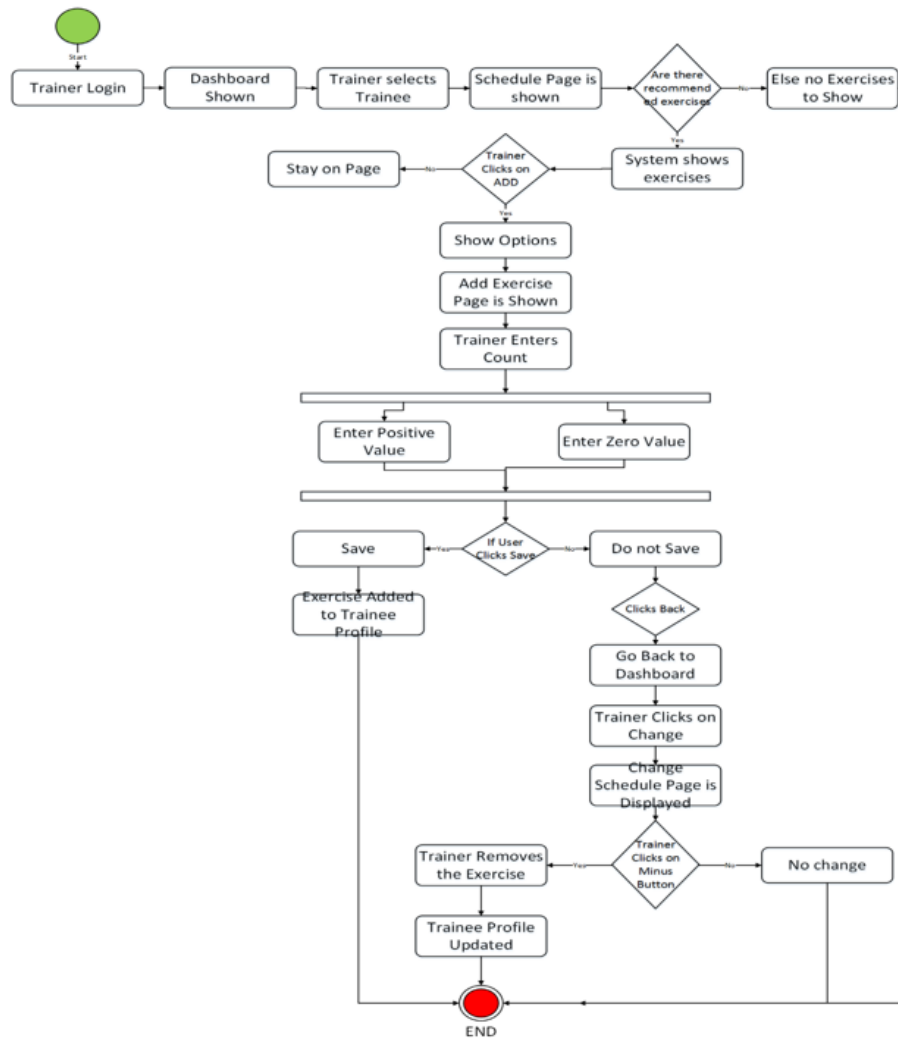 Start
Trainer Login
Dashboard
Shown
Trainer selects
Trainee
Schedule Page is
shown
Are there
recommend
ed exercises
No
Else no Exercises
to Show
Yes
Stay on Page
No
Trainer
Clicks on
ADD
System shows
exercises
Yes
Show Options
Add Exercise
Page is Shown
Trainer Enters
Count
Enter Positive
Value
Enter Zero Value
Save
Yes
If User
Clicks Save
No
Do not Save
Exercise Added
to Trainee
Profile
Clicks Back
Go Back to
Dashboard
Trainer Clicks on
Change
Change
Schedule Page is
Displayed
Trainer Removes
the Exercise
Yes
Trainer
Clicks on
Minus
Button
No
No change
Trainee Profile
Updated
END